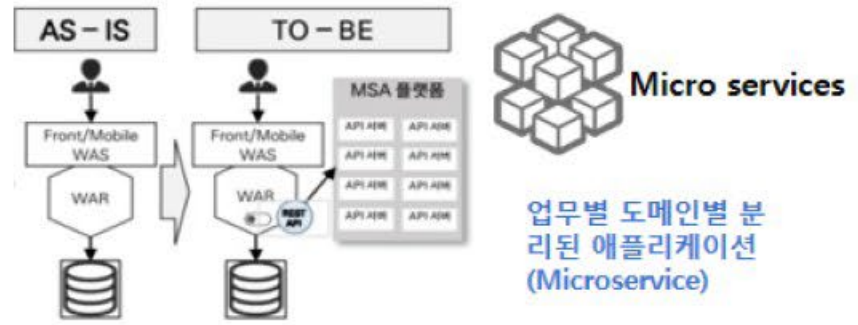 AS – IS
TO – BE
Front/Mobile
WAS
WAR
Front/Mobile
WAS
WAR
REST
API
MSA 플랫폼
API 서버 API 서버
API 서버 API 서버
API 서버 API 서버
API 서버 API 서버
Micro services
업무별 도메인별 분
리된 애플리케이션
(Microservice)